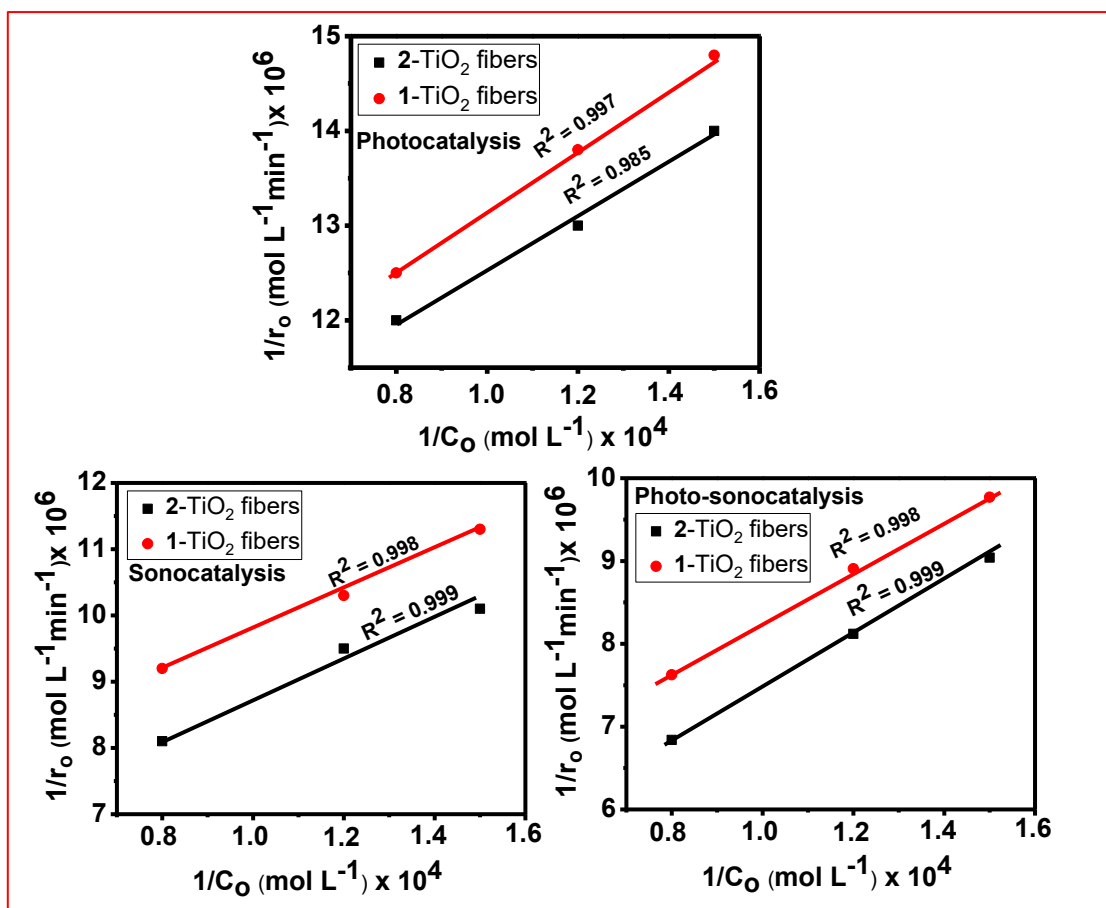 15
14
13
12
1/rₒ (mol L⁻¹min⁻¹)x 10⁶
2-TiO₂ fibers
1-TiO₂ fibers
Photocatalysis
R² = 0.997
R² = 0.985
0.8 1.0 1.2 1.4 1.6
1/Cₒ (mol L⁻¹) x 10⁴
12
11
10
9
8
7
1/rₒ (mol L⁻¹min⁻¹)x 10⁶
2-TiO₂ fibers
1-TiO₂ fibers
Sonocatalysis
R² = 0.998
R² = 0.999
0.8 1.0 1.2 1.4 1.6
1/Cₒ (mol L⁻¹) x 10⁴
10
9
8
7
6
1/rₒ (mol L⁻¹min⁻¹)x 10⁶
Photo-sonocatalysis
2-TiO₂ fibers
1-TiO₂ fibers
R² = 0.998
R² = 0.999
0.8 1.0 1.2 1.4 1.6
1/Cₒ (mol L⁻¹) x 10⁴